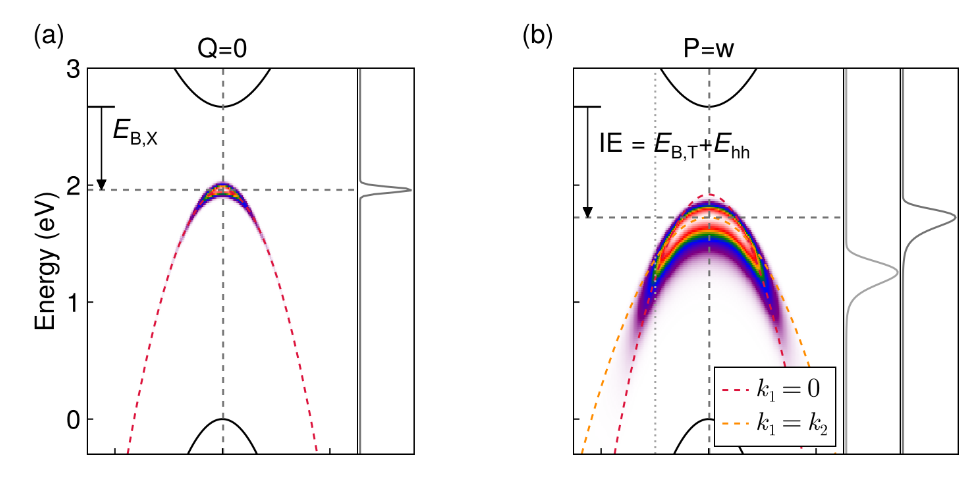 (a)
Q=0
3
2
1
0
Energy (eV)
E_B,X
(b)
P=w
IE = E_B,T+E_hh
k_1 = 0
k_1 = k_2